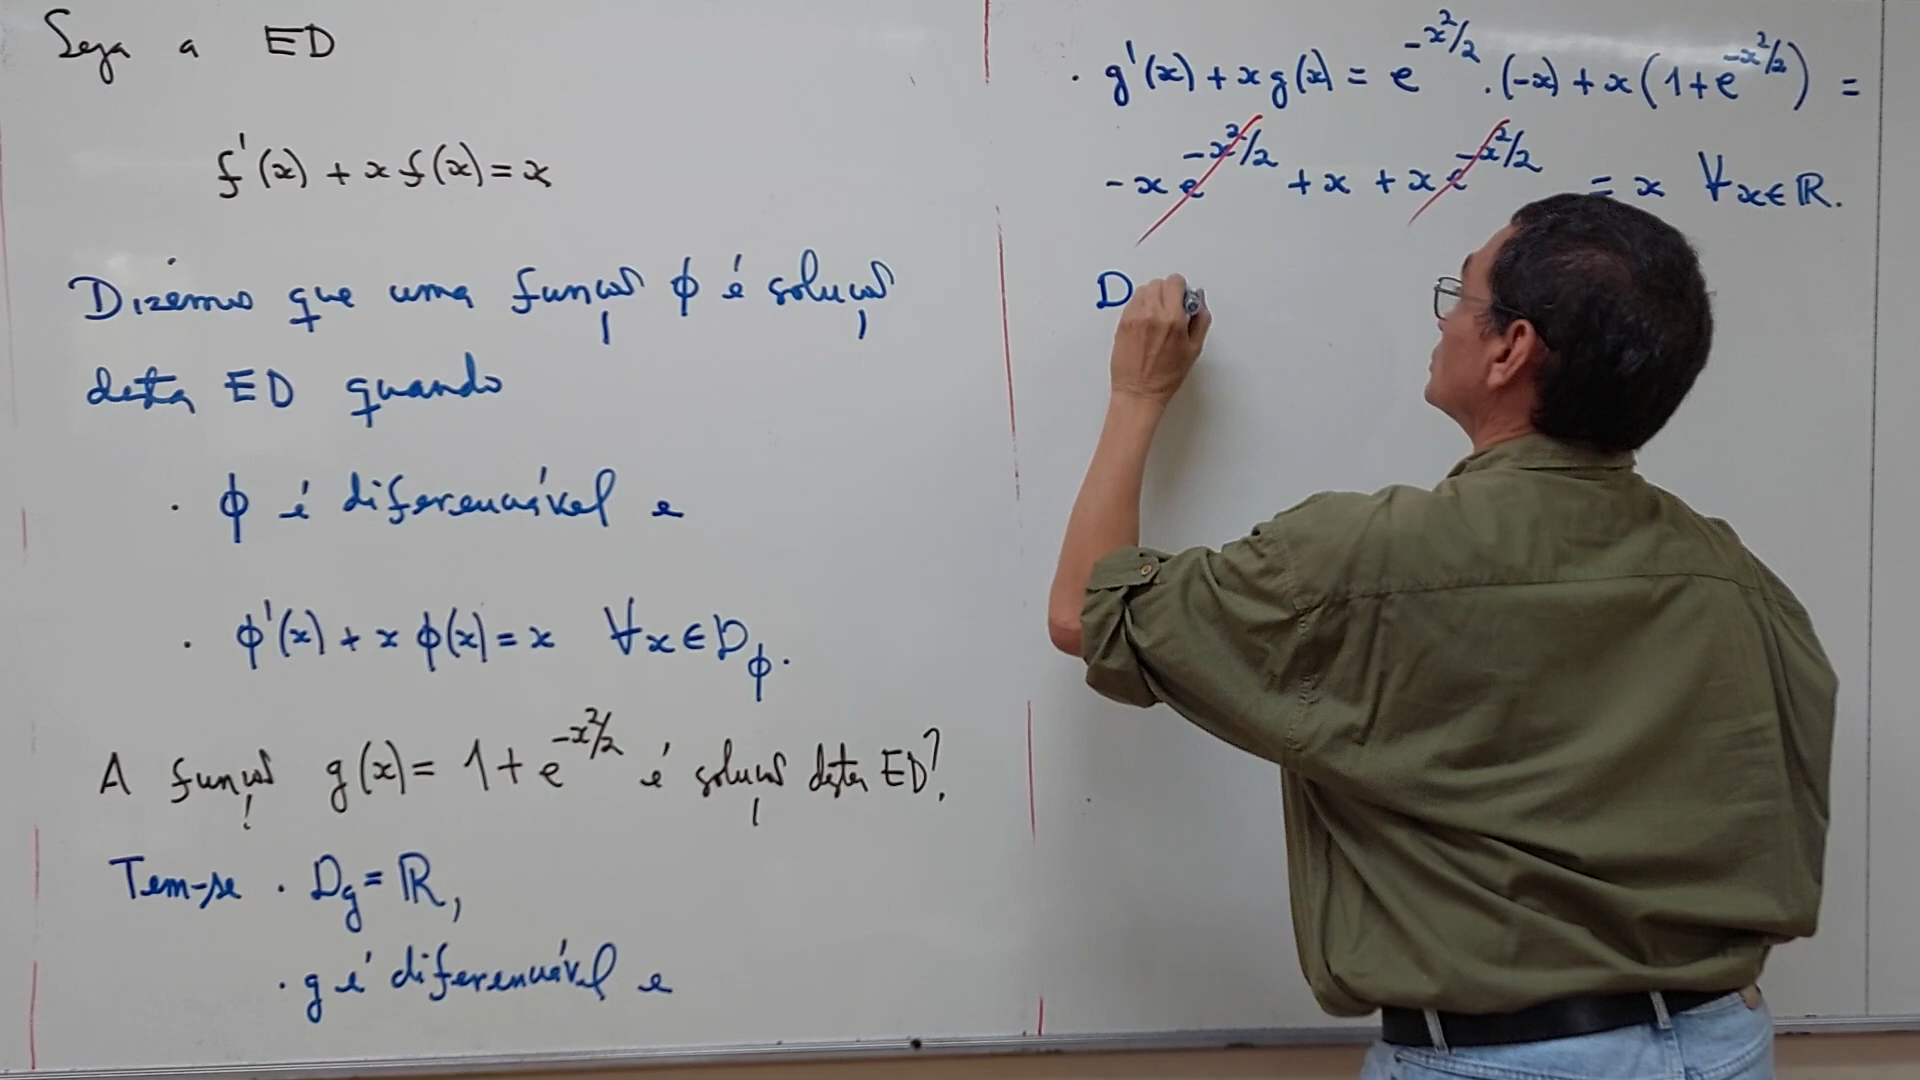 Seja a ED
f'(x) + x f(x) = x
Dizemos que uma função ϕ é solução
desta ED quando
· ϕ é diferenciável e
· ϕ'(x) + x ϕ(x) = x ∀x ∈ D_ϕ.
A função g(x) = 1 + e^{-x²/2} é solução desta ED?
Tem-se · D_g = ℝ,
· g é diferenciável e
· g'(x) + x g(x) = e^{-x²/2} . (-x) + x (1 + e^{-x²/2}) =
- x e^{-x²/2} + x + x e^{-x²/2} = x ∀x ∈ ℝ.
D